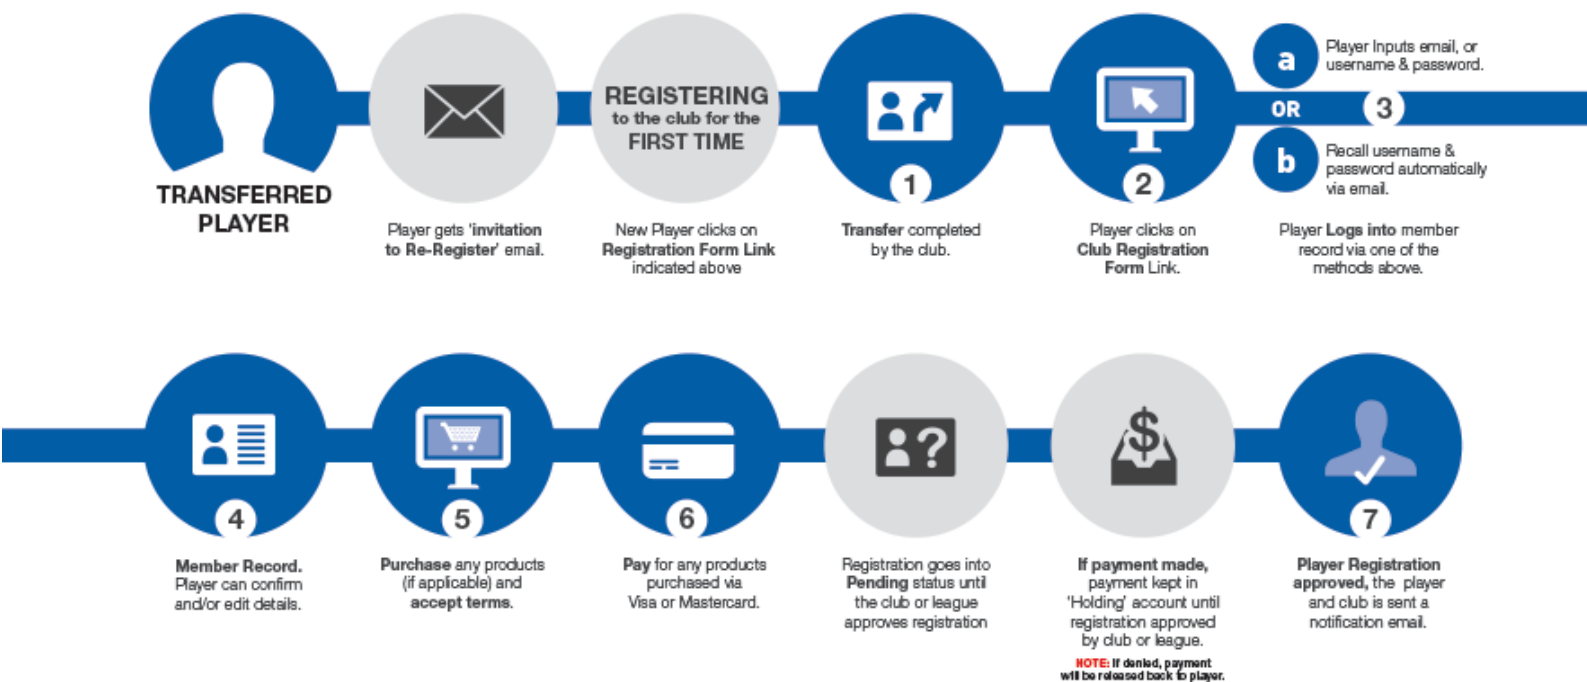 TRANSFERRED
PLAYER
Player gets 'invitation
to Re-Register' email.
REGISTERING
to the club for the
FIRST TIME
New Player clicks on
Registration Form Link
indicated above
1
Transfer completed
by the club.
2
Player clicks on
Club Registration
Form Link.
a
Player Inputs email, or
username & password.
OR
3
b
Recall username &
password automatically
via email.
Player Logs into member
record via one of the
methods above.
4
Member Record.
Player can confirm
and/or edit details.
5
Purchase any products
(if applicable) and
accept terms.
6
Pay for any products
purchased via
Visa or Mastercard.
?
Registration goes into
Pending status until
the club or league
approves registration
$
If payment made,
payment kept in
'Holding' account until
registration approved
by club or league.
NOTE: If denied, payment
will be released back to player.
7
Player Registration
approved, the player
and club is sent a
notification email.